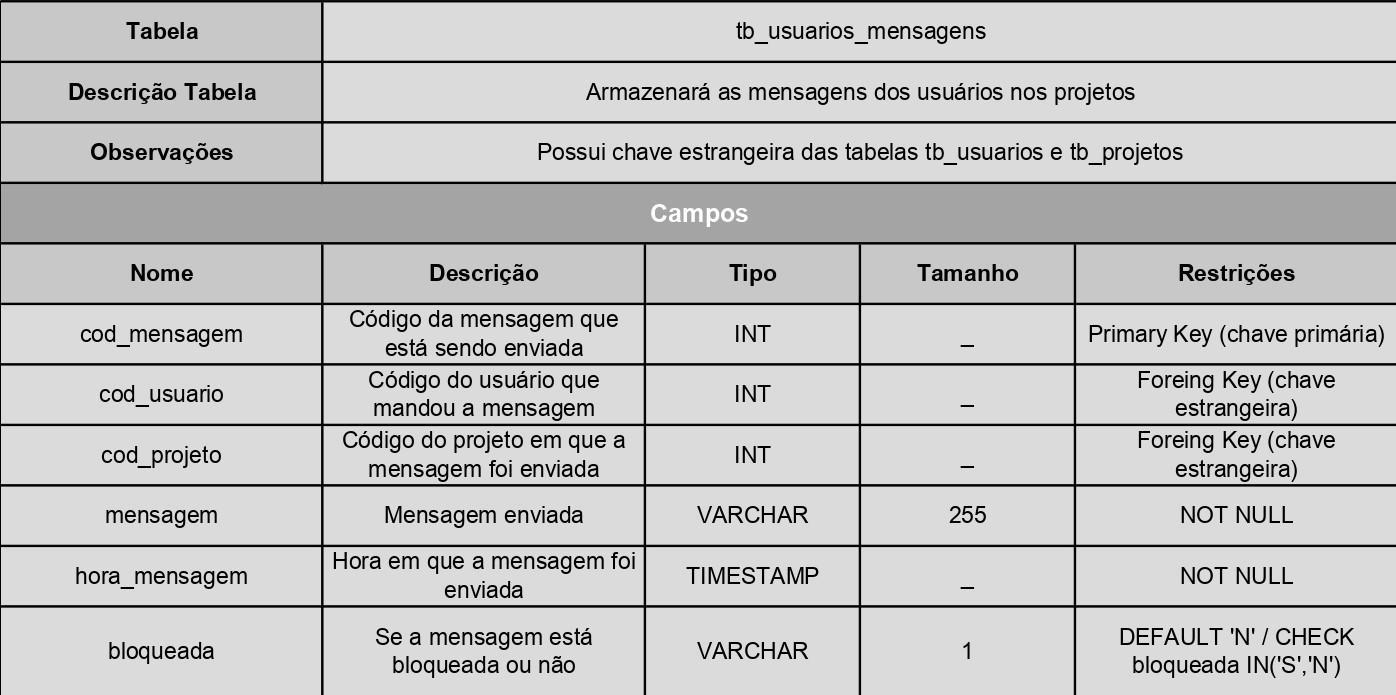 Tabela tb_usuarios_mensagens
Descrição Tabela Armazenará as mensagens dos usuários nos projetos
Observações Possui chave estrangeira das tabelas tb_usuarios e tb_projetos
Campos
Nome Descrição Tipo Tamanho Restrições
cod_mensagem
Código da mensagem que
está sendo enviada
INT
_
Primary Key (chave primária)
cod_usuario
Código do usuário que
mandou a mensagem
INT
_
Foreing Key (chave
estrangeira)
cod_projeto
Código do projeto em que a
mensagem foi enviada
INT
_
Foreing Key (chave
estrangeira)
mensagem
Mensagem enviada
VARCHAR
255
NOT NULL
hora_mensagem
Hora em que a mensagem foi
enviada
TIMESTAMP
_
NOT NULL
bloqueada
Se a mensagem está
bloqueada ou não
VARCHAR
1
DEFAULT 'N' / CHECK
bloqueada IN('S','N')